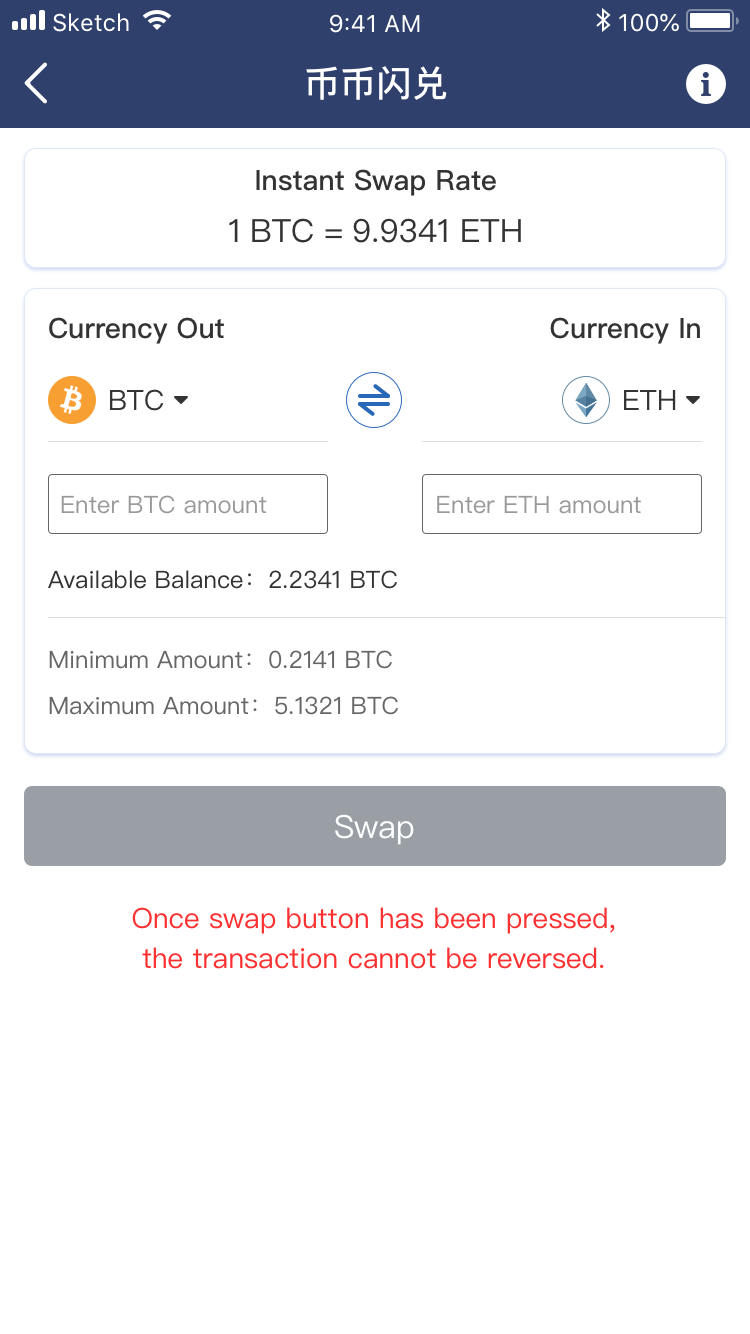 Sketch 9:41 AM 100%
币币闪兑
Instant Swap Rate
1 BTC = 9.9341 ETH
Currency Out Currency In
BTC ETH
Enter BTC amount Enter ETH amount
Available Balance：2.2341 BTC
Minimum Amount：0.2141 BTC
Maximum Amount：5.1321 BTC
Swap
Once swap button has been pressed,
the transaction cannot be reversed.